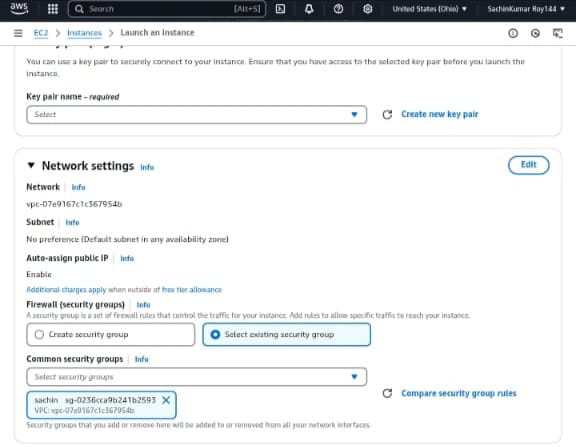 aws Search [Alt+S] United States (Ohio) SachinKumar Roy144
EC2 > Instances > Launch an instance
You can use a key pair to securely connect to your instance. Ensure that you have access to the selected key pair before you launch the
instance.
Key pair name - required
Select
Create new key pair
Network settings Info
Edit
Network Info
vpc-07e9167c1c367954b
Subnet Info
No preference (Default subnet in any availability zone)
Auto-assign public IP Info
Enable
Additional charges apply when outside of free tier allowance
Firewall (security groups) Info
A security group is a set of firewall rules that control the traffic for your instance. Add rules to allow specific traffic to reach your instance.
Create security group
Select existing security group
Common security groups Info
Select security groups
Compare security group rules
sachin sg-0236cca9b241b2593 X
VPC: vpc-07e9167c1c367954b
Security groups that you add or remove here will be added to or removed from all your network interfaces.